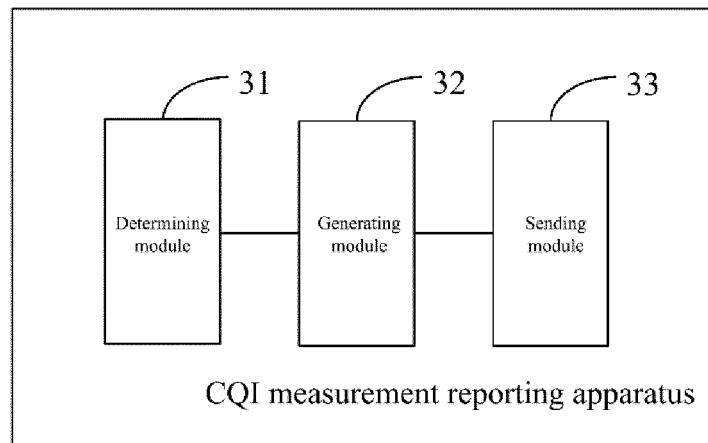 31
32
33
Determining
module
Generating
module
Sending
module
CQI measurement reporting apparatus